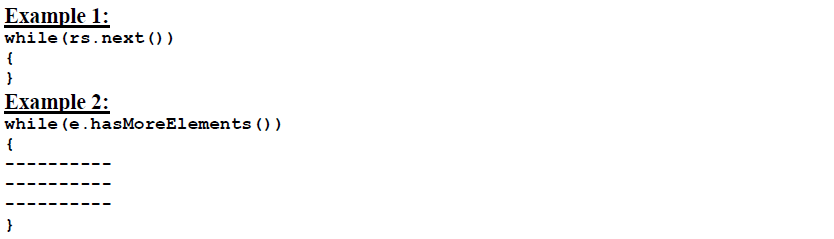 Example 1:
while(rs.next())
{
}
Example 2:
while(e.hasMoreElements())
{
----------
----------
----------
}